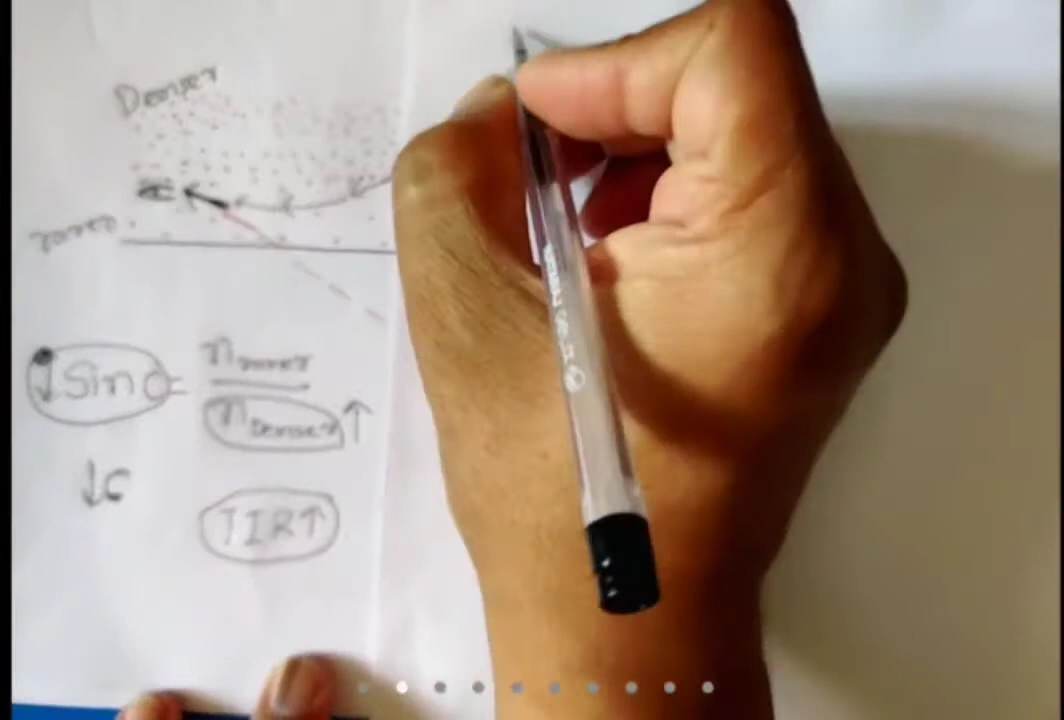 Denser
rarer
↓Sin C = n rarer
n Denser ↑
↓C
TIR↑